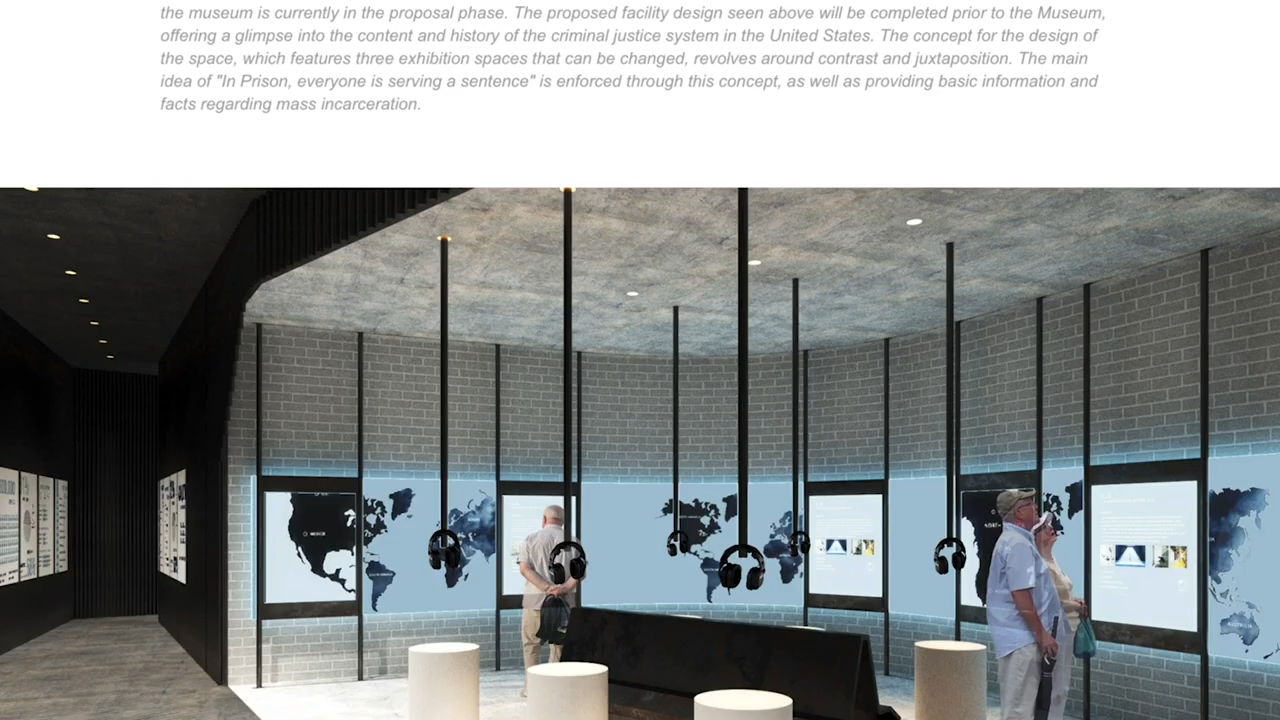 the museum is currently in the proposal phase. The proposed facility design seen above will be completed prior to the Museum,
offering a glimpse into the content and history of the criminal justice system in the United States. The concept for the design of
the space, which features three exhibition spaces that can be changed, revolves around contrast and juxtaposition. The main
idea of "In Prison, everyone is serving a sentence" is enforced through this concept, as well as providing basic information and
facts regarding mass incarceration.
AUSTRALIA